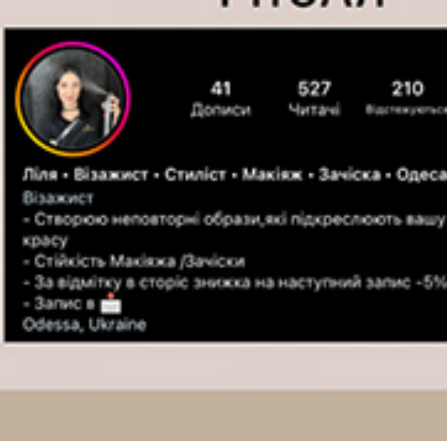 41 527 210
Дописи Читачі Відстежуються
Ліля • Візажист • Стиліст • Макіяж • Зачіска • Одеса
Візажист
- Створюю неповторні образи,які підкреслюють вашу
красу
- Стійкість Макіяжа /Зачіски
- За відмітку в сторіс знижка на наступний запис -5%
- Запис в 📩
Odessa, Ukraine